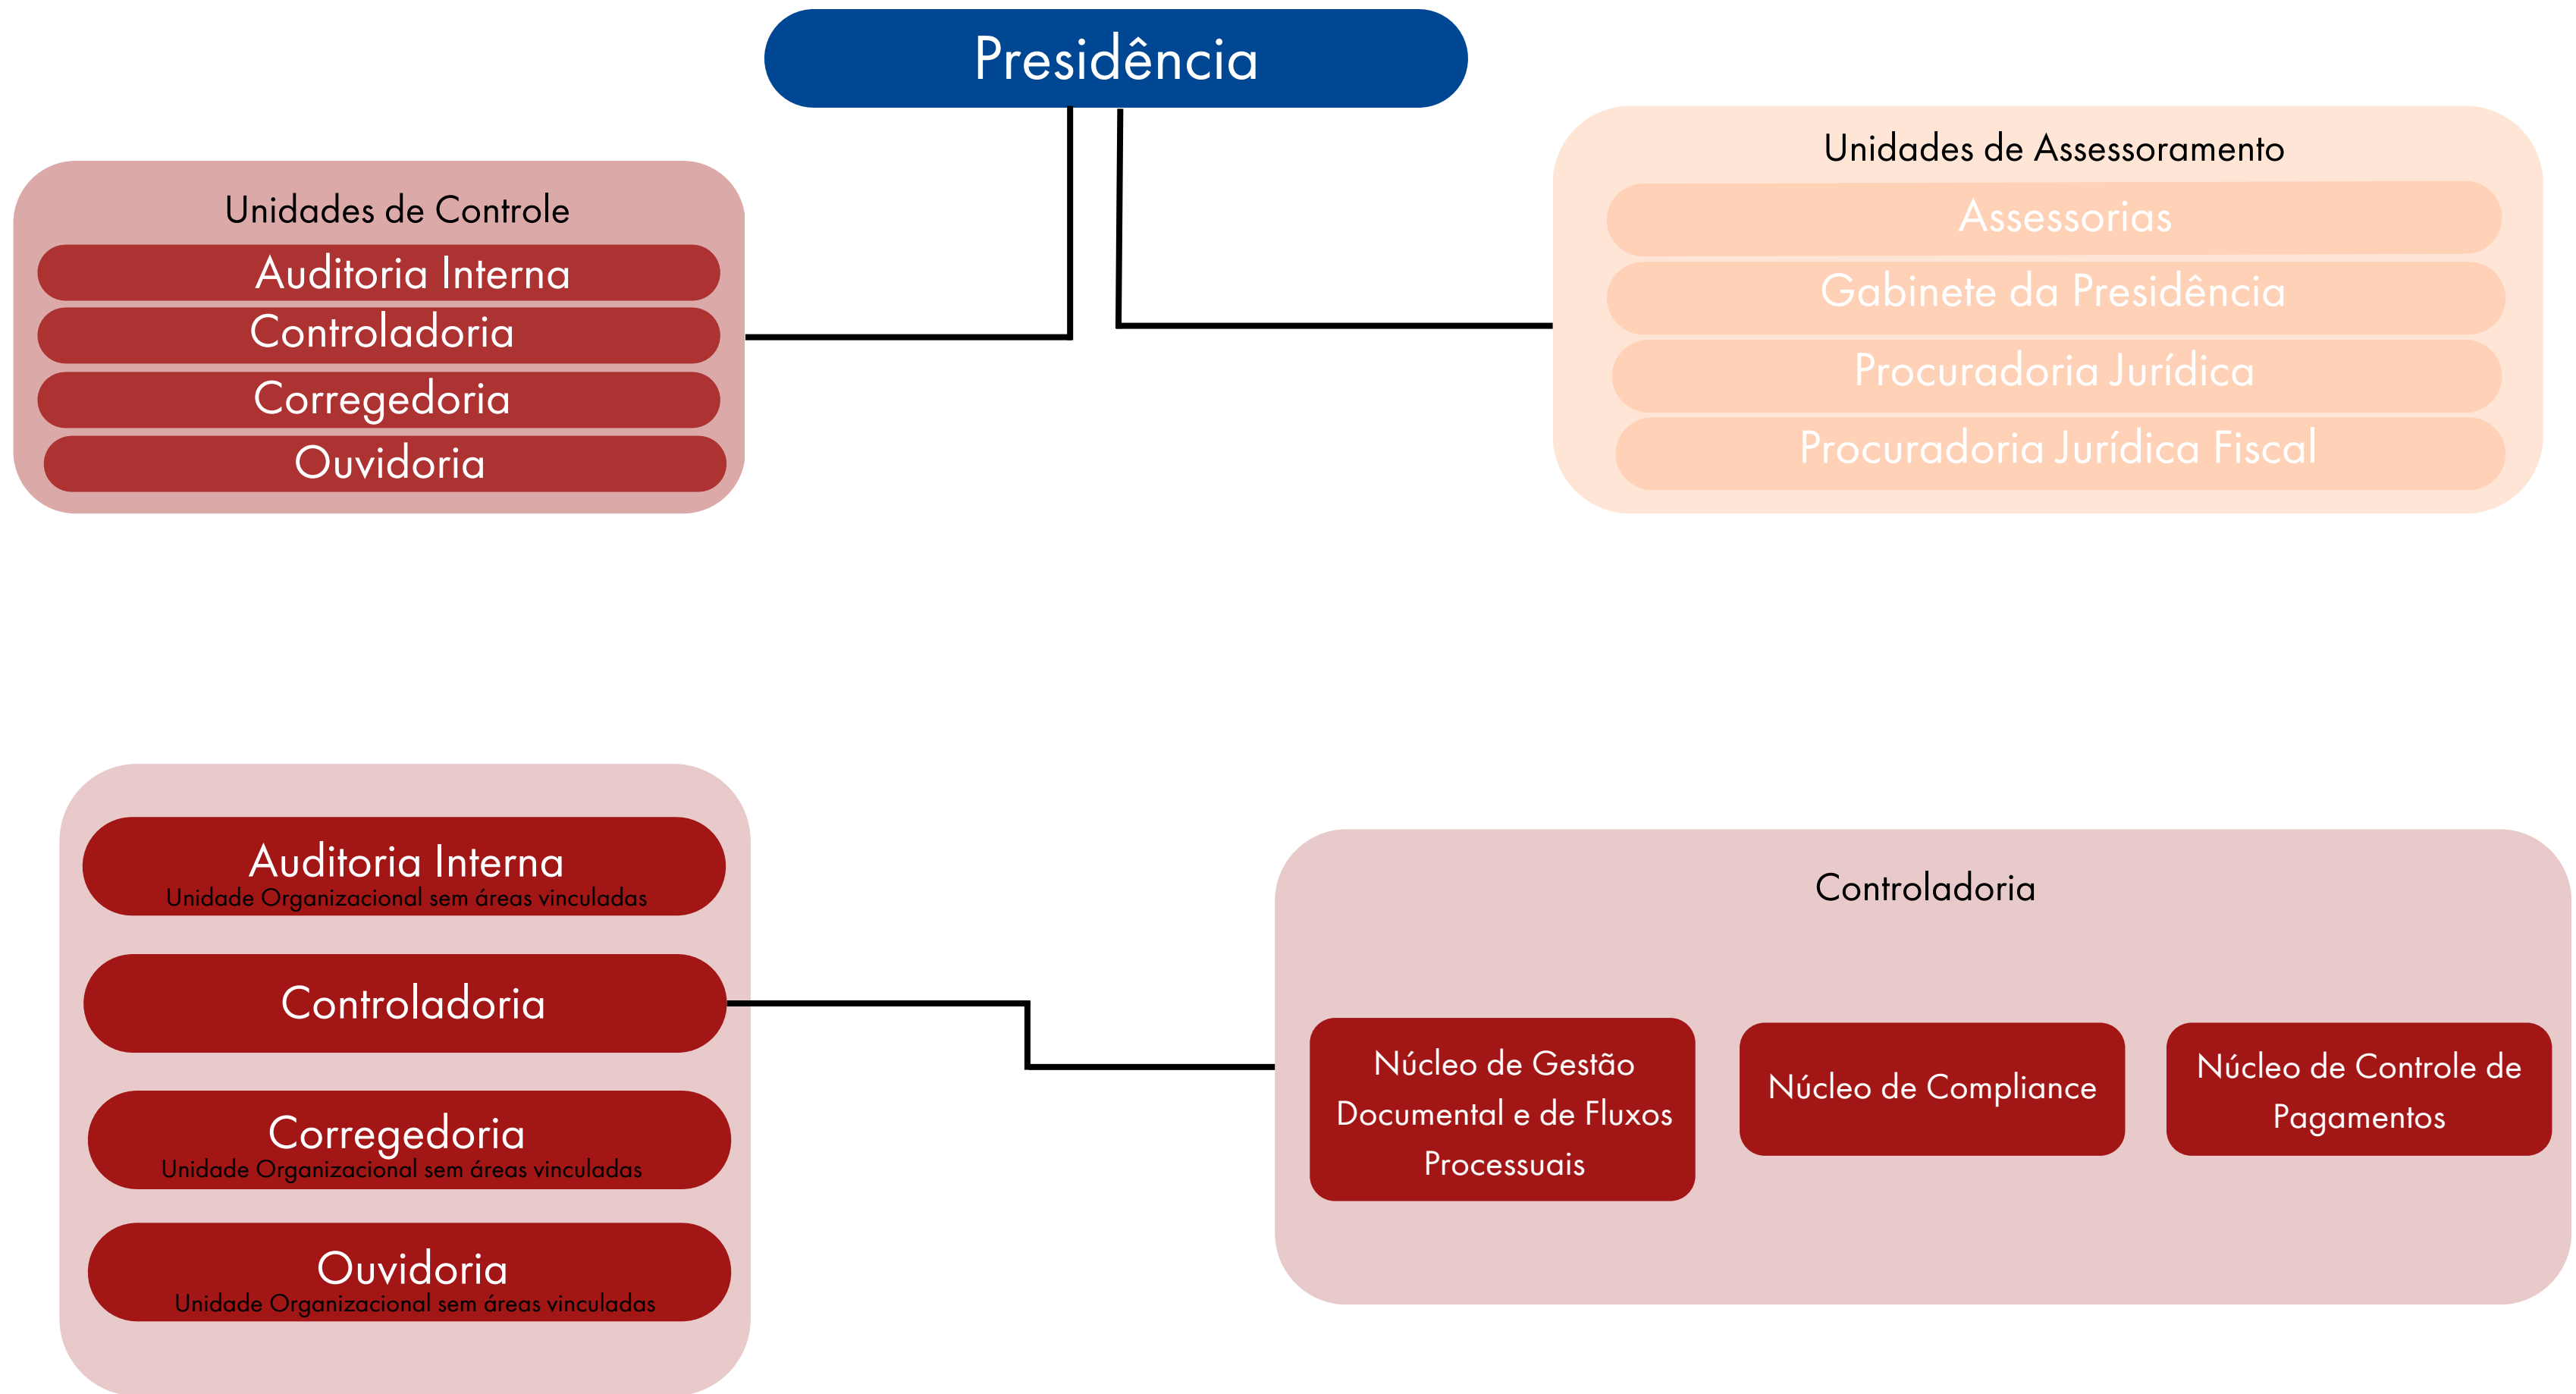 Presidência
Unidades de Controle
Auditoria Interna
Controladoria
Corregedoria
Ouvidoria
Unidades de Assessoramento
Assessorias
Gabinete da Presidência
Procuradoria Jurídica
Procuradoria Jurídica Fiscal
Auditoria Interna
Unidade Organizacional sem áreas vinculadas
Controladoria
Corregedoria
Unidade Organizacional sem áreas vinculadas
Ouvidoria
Unidade Organizacional sem áreas vinculadas
Controladoria
Núcleo de Gestão
Documental e de Fluxos
Processuais
Núcleo de Compliance
Núcleo de Controle de
Pagamentos